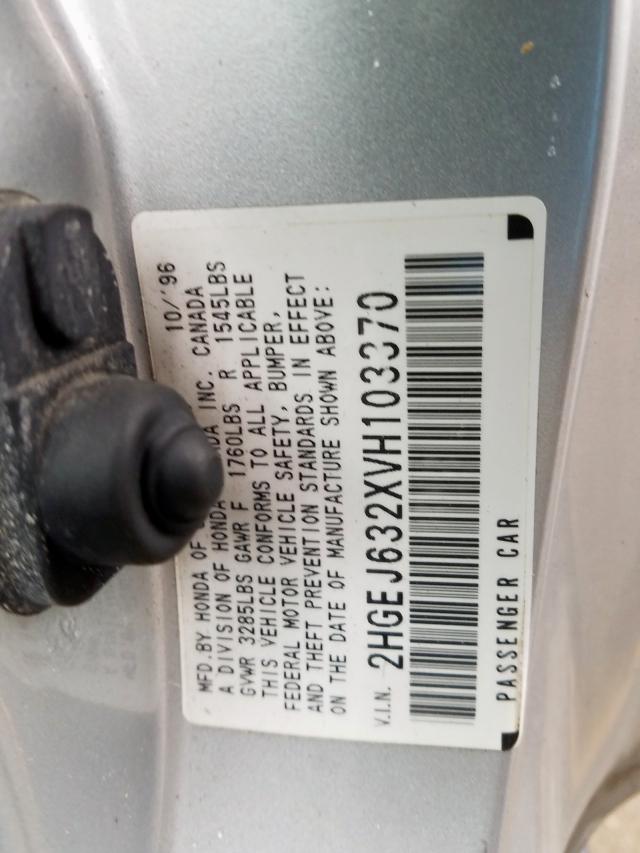 MFD.BY HONDA OF 10/'96
A DIVISION OF HONDA INC. CANADA
GVWR 3285LBS GAWR F 1760LBS R 1545LBS
THIS VEHICLE CONFORMS TO ALL APPLICABLE
FEDERAL MOTOR VEHICLE SAFETY, BUMPER,
AND THEFT PREVENTION STANDARDS IN EFFECT
ON THE DATE OF MANUFACTURE SHOWN ABOVE:
V.I.N. 2HGEJ632XVH103370
PASSENGER CAR